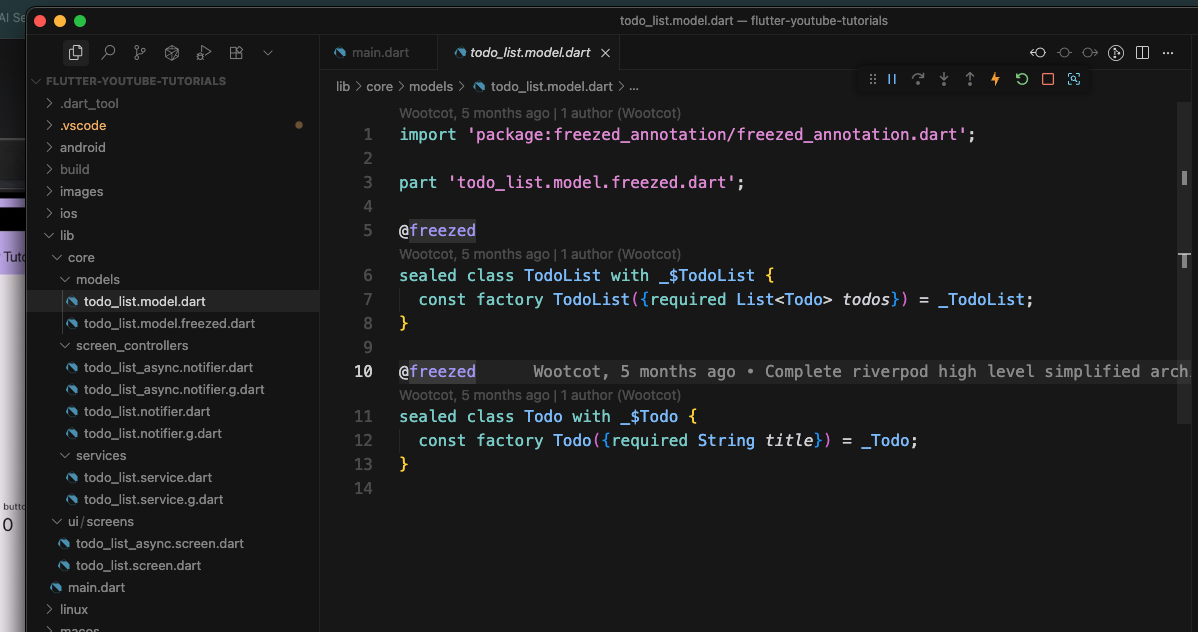 AI Se
todo_list.model.dart — flutter-youtube-tutorials
main.dart
todo_list.model.dart
FLUTTER-YOUTUBE-TUTORIALS
.dart_tool
.vscode
android
build
images
ios
lib
core
models
todo_list.model.dart
todo_list.model.freezed.dart
screen_controllers
todo_list_async.notifier.dart
todo_list_async.notifier.g.dart
todo_list.notifier.dart
todo_list.notifier.g.dart
services
todo_list.service.dart
todo_list.service.g.dart
ui/screens
todo_list_async.screen.dart
todo_list.screen.dart
main.dart
linux
macos
Tuto
butto
0
lib > core > models > todo_list.model.dart > ...
Wootcot, 5 months ago | 1 author (Wootcot)
1 import 'package:freezed_annotation/freezed_annotation.dart';
2
3 part 'todo_list.model.freezed.dart';
4
5 @freezed
Wootcot, 5 months ago | 1 author (Wootcot)
6 sealed class TodoList with _$TodoList {
7 const factory TodoList({required List<Todo> todos}) = _TodoList;
8 }
9
10 @freezed Wootcot, 5 months ago • Complete riverpod high level simplified arch
Wootcot, 5 months ago | 1 author (Wootcot)
11 sealed class Todo with _$Todo {
12 const factory Todo({required String title}) = _Todo;
13 }
14